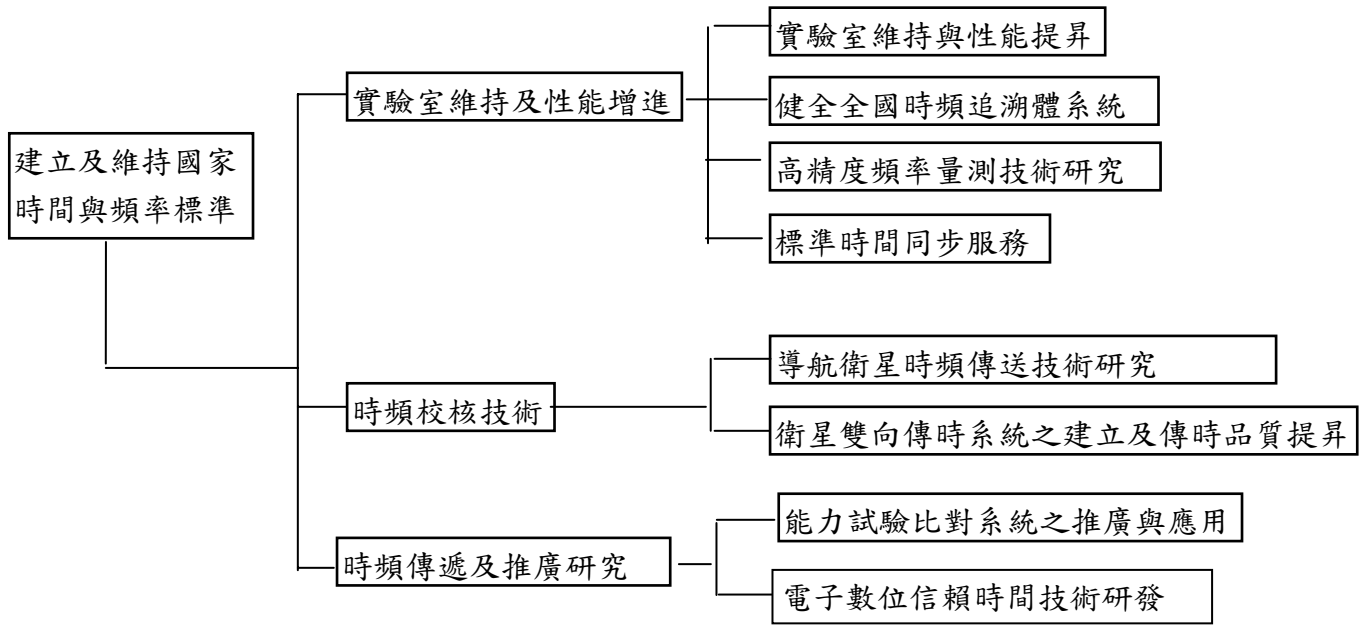 建立及維持國家
時間與頻率標準
實驗室維持及性能增進
實驗室維持與性能提昇
健全全國時頻追溯體系統
高精度頻率量測技術研究
標準時間同步服務
時頻校核技術
導航衛星時頻傳送技術研究
衛星雙向傳時系統之建立及傳時品質提昇
時頻傳遞及推廣研究
能力試驗比對系統之推廣與應用
電子數位信賴時間技術研發